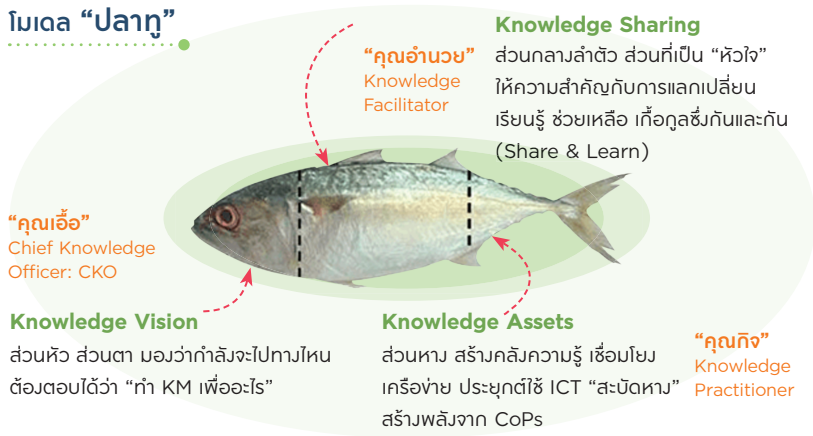 โมเดล “ปลาทู”
“คุณอำนวย”
Knowledge
Facilitator
Knowledge Sharing
ส่วนกลางลำตัว ส่วนที่เป็น “หัวใจ”
ให้ความสำคัญกับการแลกเปลี่ยน
เรียนรู้ ช่วยเหลือ เกื้อกูลซึ่งกันและกัน
(Share & Learn)
“คุณเอื้อ”
Chief Knowledge
Officer: CKO
Knowledge Vision
ส่วนหัว ส่วนตา มองว่ากำลังจะไปทางไหน
ต้องตอบได้ว่า “ทำ KM เพื่ออะไร”
Knowledge Assets
ส่วนหาง สร้างคลังความรู้ เชื่อมโยง
เครือข่าย ประยุกต์ใช้ ICT “สะบัดหาง”
สร้างพลังจาก CoPs
“คุณกิจ”
Knowledge
Practitioner